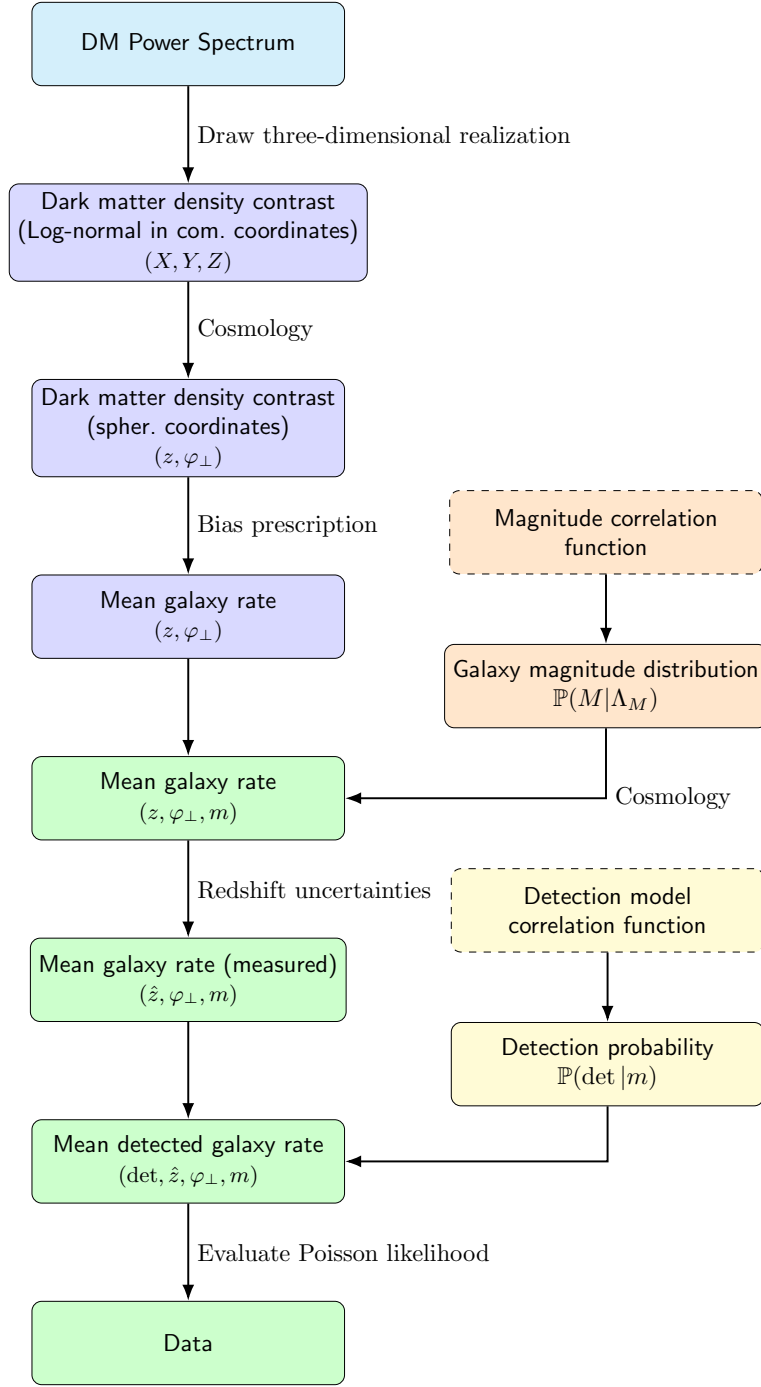 DM Power Spectrum
Draw three-dimensional realization
Dark matter density contrast
(Log-normal in com. coordinates)
(X, Y, Z)
Cosmology
Dark matter density contrast
(spher. coordinates)
(z, φ⊥)
Bias prescription
Magnitude correlation
function
Mean galaxy rate
(z, φ⊥)
Galaxy magnitude distribution
ℙ(M|Λ_M)
Cosmology
Mean galaxy rate
(z, φ⊥, m)
Redshift uncertainties
Detection model
correlation function
Mean galaxy rate (measured)
(ẑ, φ⊥, m)
Detection probability
ℙ(det |m)
Mean detected galaxy rate
(det, ẑ, φ⊥, m)
Evaluate Poisson likelihood
Data